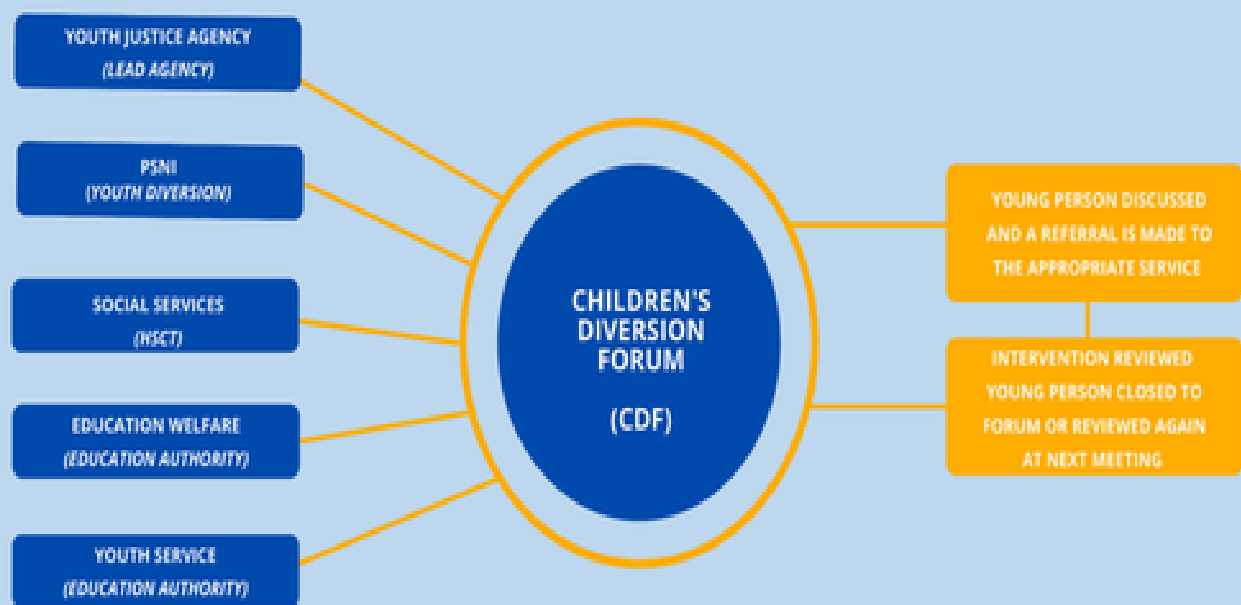 YOUTH JUSTICE AGENCY
(LEAD AGENCY)
PSNI
(YOUTH DIVERSION)
SOCIAL SERVICES
(HSCT)
EDUCATION WELFARE
(EDUCATION AUTHORITY)
YOUTH SERVICE
(EDUCATION AUTHORITY)
CHILDREN'S
DIVERSION
FORUM
(CDF)
YOUNG PERSON DISCUSSED
AND A REFERRAL IS MADE TO
THE APPROPRIATE SERVICE
INTERVENTION REVIEWED
YOUNG PERSON CLOSED TO
FORUM OR REVIEWED AGAIN
AT NEXT MEETING